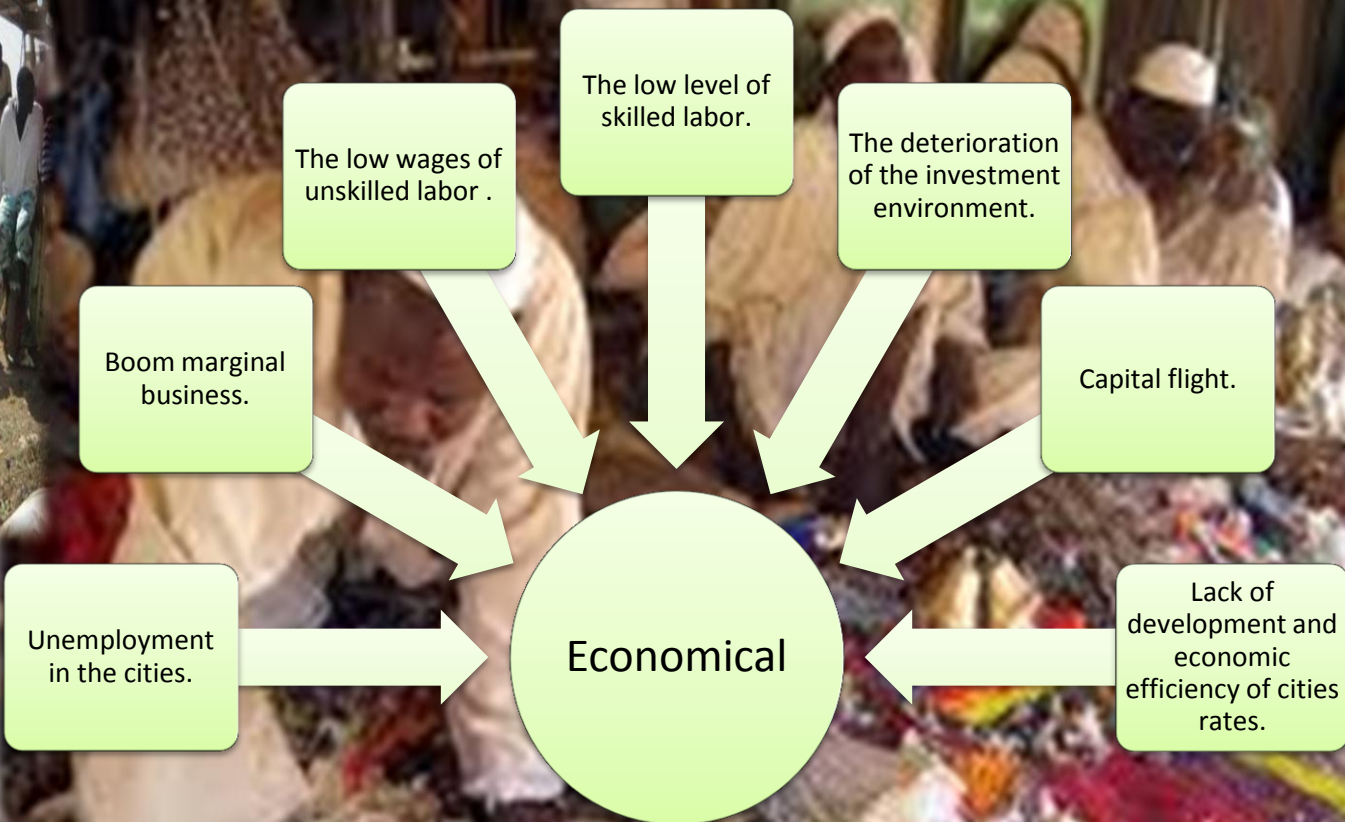 The low level of
skilled labor.
The low wages of
unskilled labor .
The deterioration
of the investment
environment.
Boom marginal
business.
Capital flight.
Unemployment
in the cities.
Economical
Lack of
development and
economic
efficiency of cities
rates.